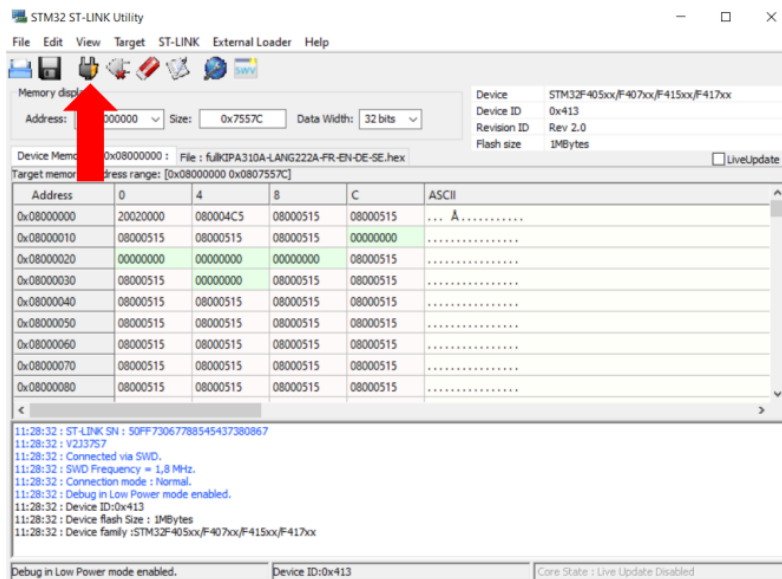 STM32 ST-LINK Utility
File Edit View Target ST-LINK External Loader Help
SWV
Memory display
Address: 000000 Size: 0x7557C Data Width: 32 bits
Device STM32F405xx/F407xx/F415xx/F417xx
Device ID 0x413
Revision ID Rev 2.0
Flash size 1MBytes
LiveUpdate
Device Memory 0x08000000 : File : fullKIPA310A-LANG222A-FR-EN-DE-SE.hex
Target memory address range: [0x08000000 0x0807557C]
Address 0 4 8 C ASCII
0x08000000 20020000 080004C5 08000515 08000515 ... Å...........
0x08000010 08000515 08000515 08000515 00000000 ................
0x08000020 00000000 00000000 00000000 08000515 ................
0x08000030 08000515 00000000 08000515 08000515 ................
0x08000040 08000515 08000515 08000515 08000515 ................
0x08000050 08000515 08000515 08000515 08000515 ................
0x08000060 08000515 08000515 08000515 08000515 ................
0x08000070 08000515 08000515 08000515 08000515 ................
0x08000080 08000515 08000515 08000515 08000515 ................
11:28:32 : ST-LINK SN : 50FF73067788545437380867
11:28:32 : V2J37S7
11:28:32 : Connected via SWD.
11:28:32 : SWD Frequency = 1,8 MHz.
11:28:32 : Connection mode : Normal.
11:28:32 : Debug in Low Power mode enabled.
11:28:32 : Device ID:0x413
11:28:32 : Device flash Size : 1MBytes
11:28:32 : Device family :STM32F405xx/F407xx/F415xx/F417xx
Debug in Low Power mode enabled. Device ID:0x413 Core State : Live Update Disabled